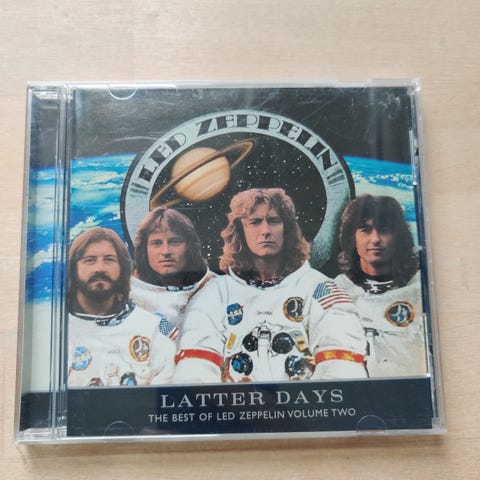 LED ZEPPELIN
LATTER DAYS
THE BEST OF LED ZEPPELIN VOLUME TWO